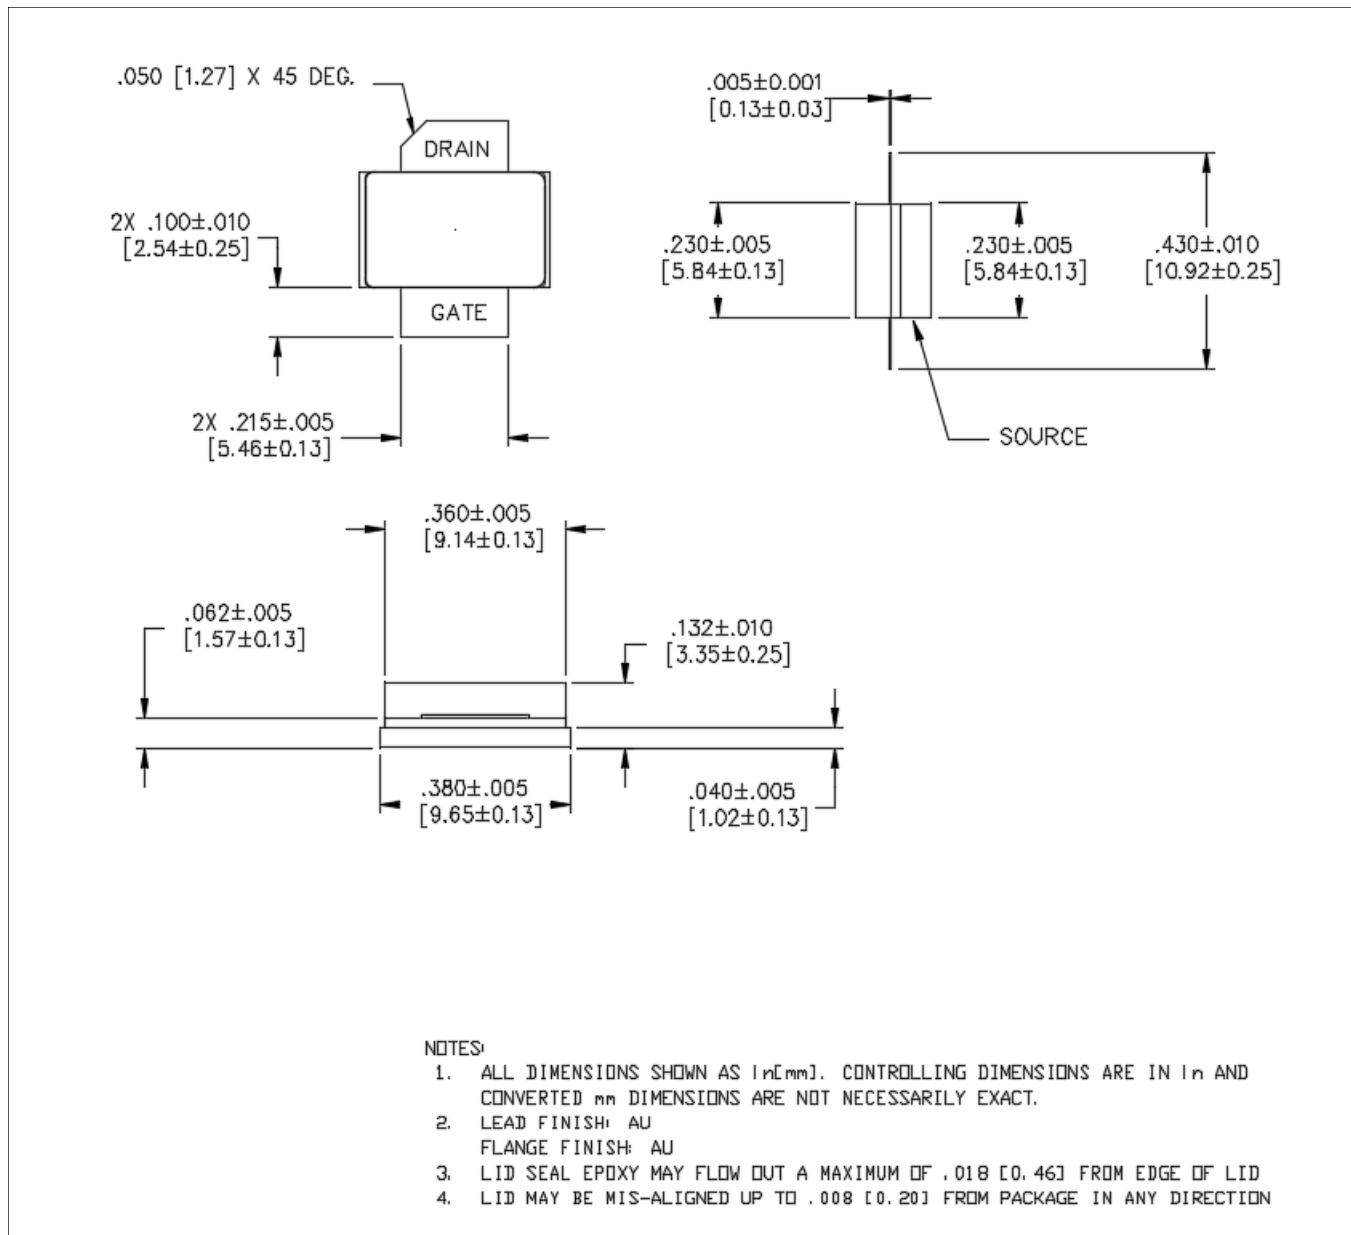 .050 [1.27] X 45 DEG.
DRAIN
2X .100±.010
[2.54±0.25]
GATE
2X .215±.005
[5.46±0.13]
.005±0.001
[0.13±0.03]
.230±.005
[5.84±0.13]
.230±.005
[5.84±0.13]
.430±.010
[10.92±0.25]
SOURCE
.360±.005
[9.14±0.13]
.062±.005
[1.57±0.13]
.132±.010
[3.35±0.25]
.380±.005
[9.65±0.13]
.040±.005
[1.02±0.13]
NOTES:
1. ALL DIMENSIONS SHOWN AS In[mm]. CONTROLLING DIMENSIONS ARE IN In AND
CONVERTED mm DIMENSIONS ARE NOT NECESSARILY EXACT.
2. LEAD FINISH: AU
FLANGE FINISH: AU
3. LID SEAL EPOXY MAY FLOW OUT A MAXIMUM OF .018 [0.46] FROM EDGE OF LID
4. LID MAY BE MIS-ALIGNED UP TO .008 [0.20] FROM PACKAGE IN ANY DIRECTION